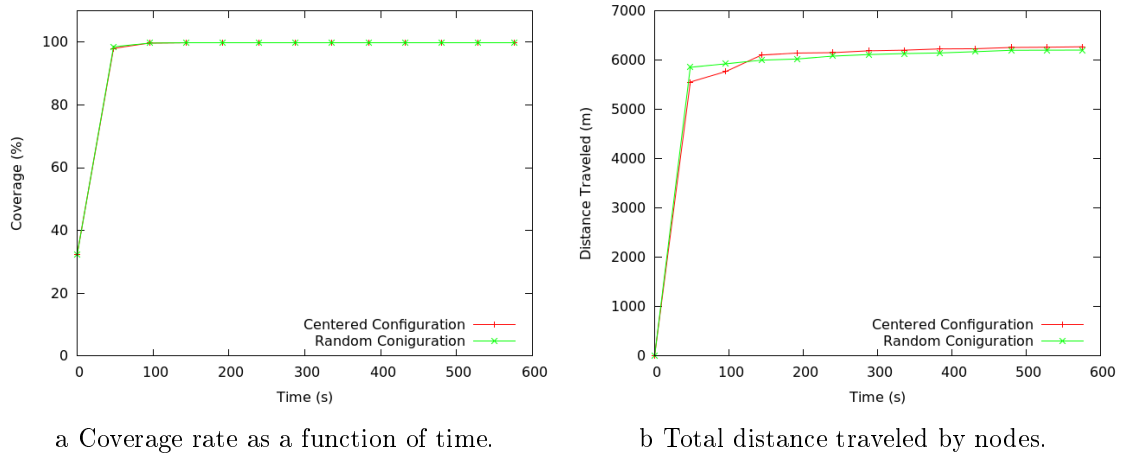 100
80
60
40
20
0
Coverage (%)
Centered Configuration
Random Coniguration
0 100 200 300 400 500 600
Time (s)
a Coverage rate as a function of time.
7000
6000
5000
4000
3000
2000
1000
0
Distance Traveled (m)
Centered Configuration
Random Coniguration
0 100 200 300 400 500 600
Time (s)
b Total distance traveled by nodes.